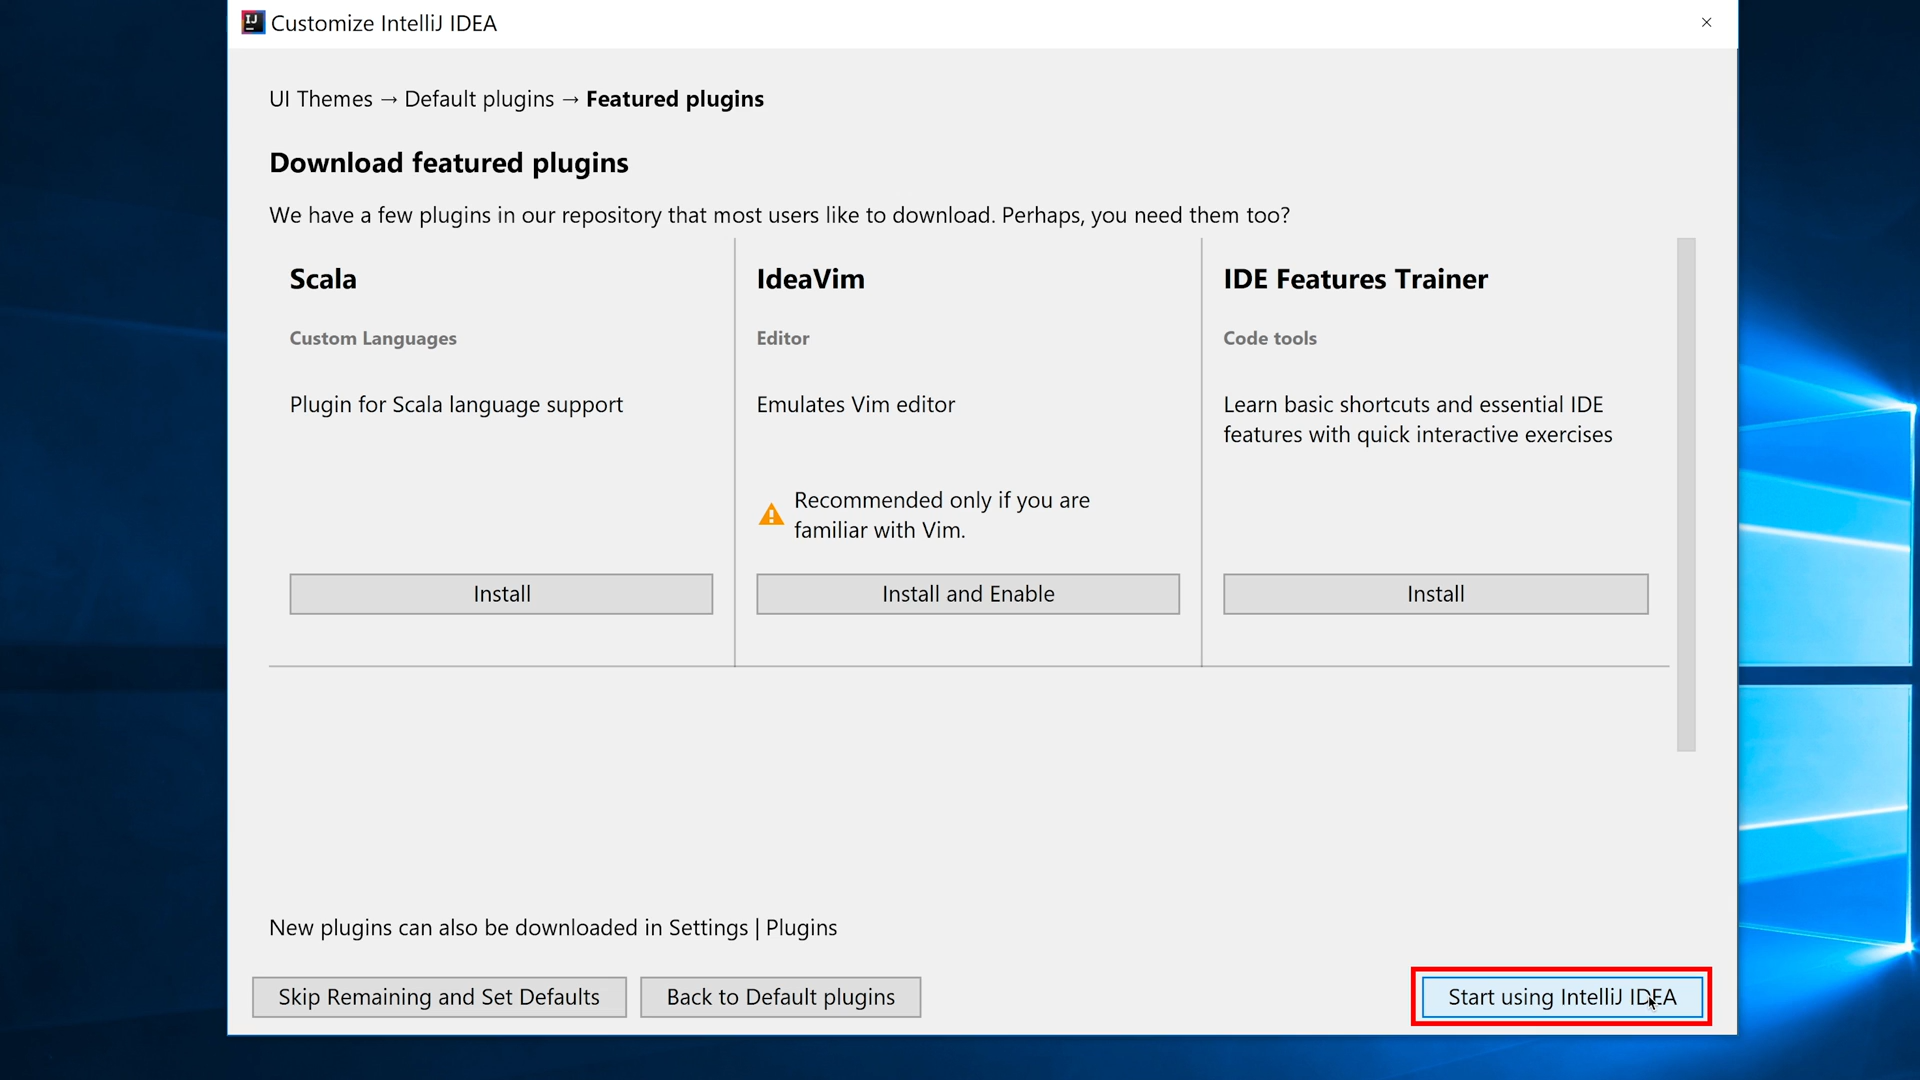 IJ
Customize IntelliJ IDEA
UI Themes → Default plugins → Featured plugins
Download featured plugins
We have a few plugins in our repository that most users like to download. Perhaps, you need them too?
Scala
Custom Languages
Plugin for Scala language support
Install
IdeaVim
Editor
Emulates Vim editor
Recommended only if you are
familiar with Vim.
Install and Enable
IDE Features Trainer
Code tools
Learn basic shortcuts and essential IDE
features with quick interactive exercises
Install
New plugins can also be downloaded in Settings | Plugins
Skip Remaining and Set Defaults
Back to Default plugins
Start using IntelliJ IDEA